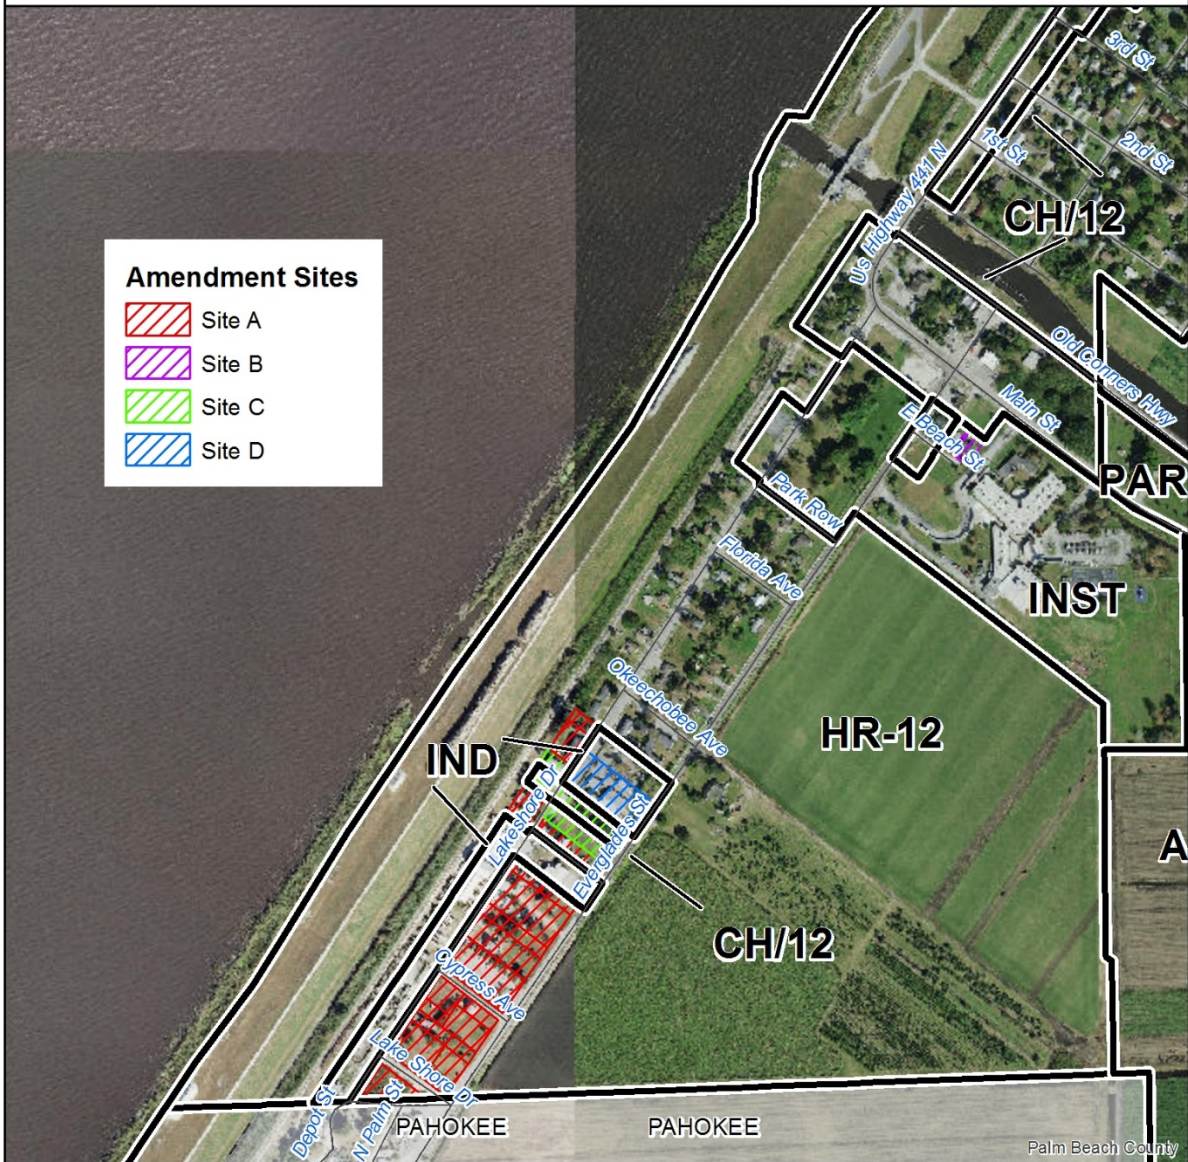 3rd St
2nd St
1st St
Us Highway 441 N
CH/12
Amendment Sites
Site A
Site B
Site C
Site D
Old Conners Hwy
Main St
E Beach St
PAR
Park Row
Florida Ave
INST
Okeechobee Ave
HR-12
IND
Lakeshore Dr
Everglades St
A
CH/12
Cypress Ave
Lake Shore Dr
Depot St
N Palm St
PAHOKEE
PAHOKEE
Palm Beach County